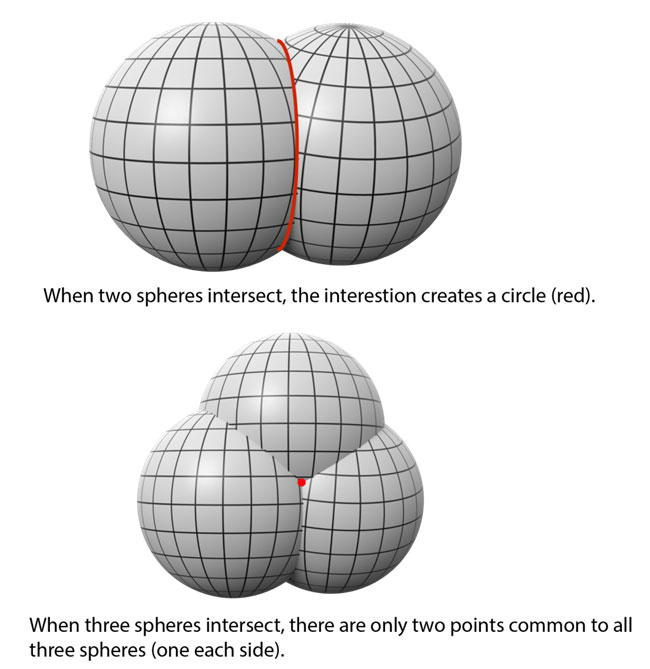 When two spheres intersect, the interestion creates a circle (red).
When three spheres intersect, there are only two points common to all
three spheres (one each side).